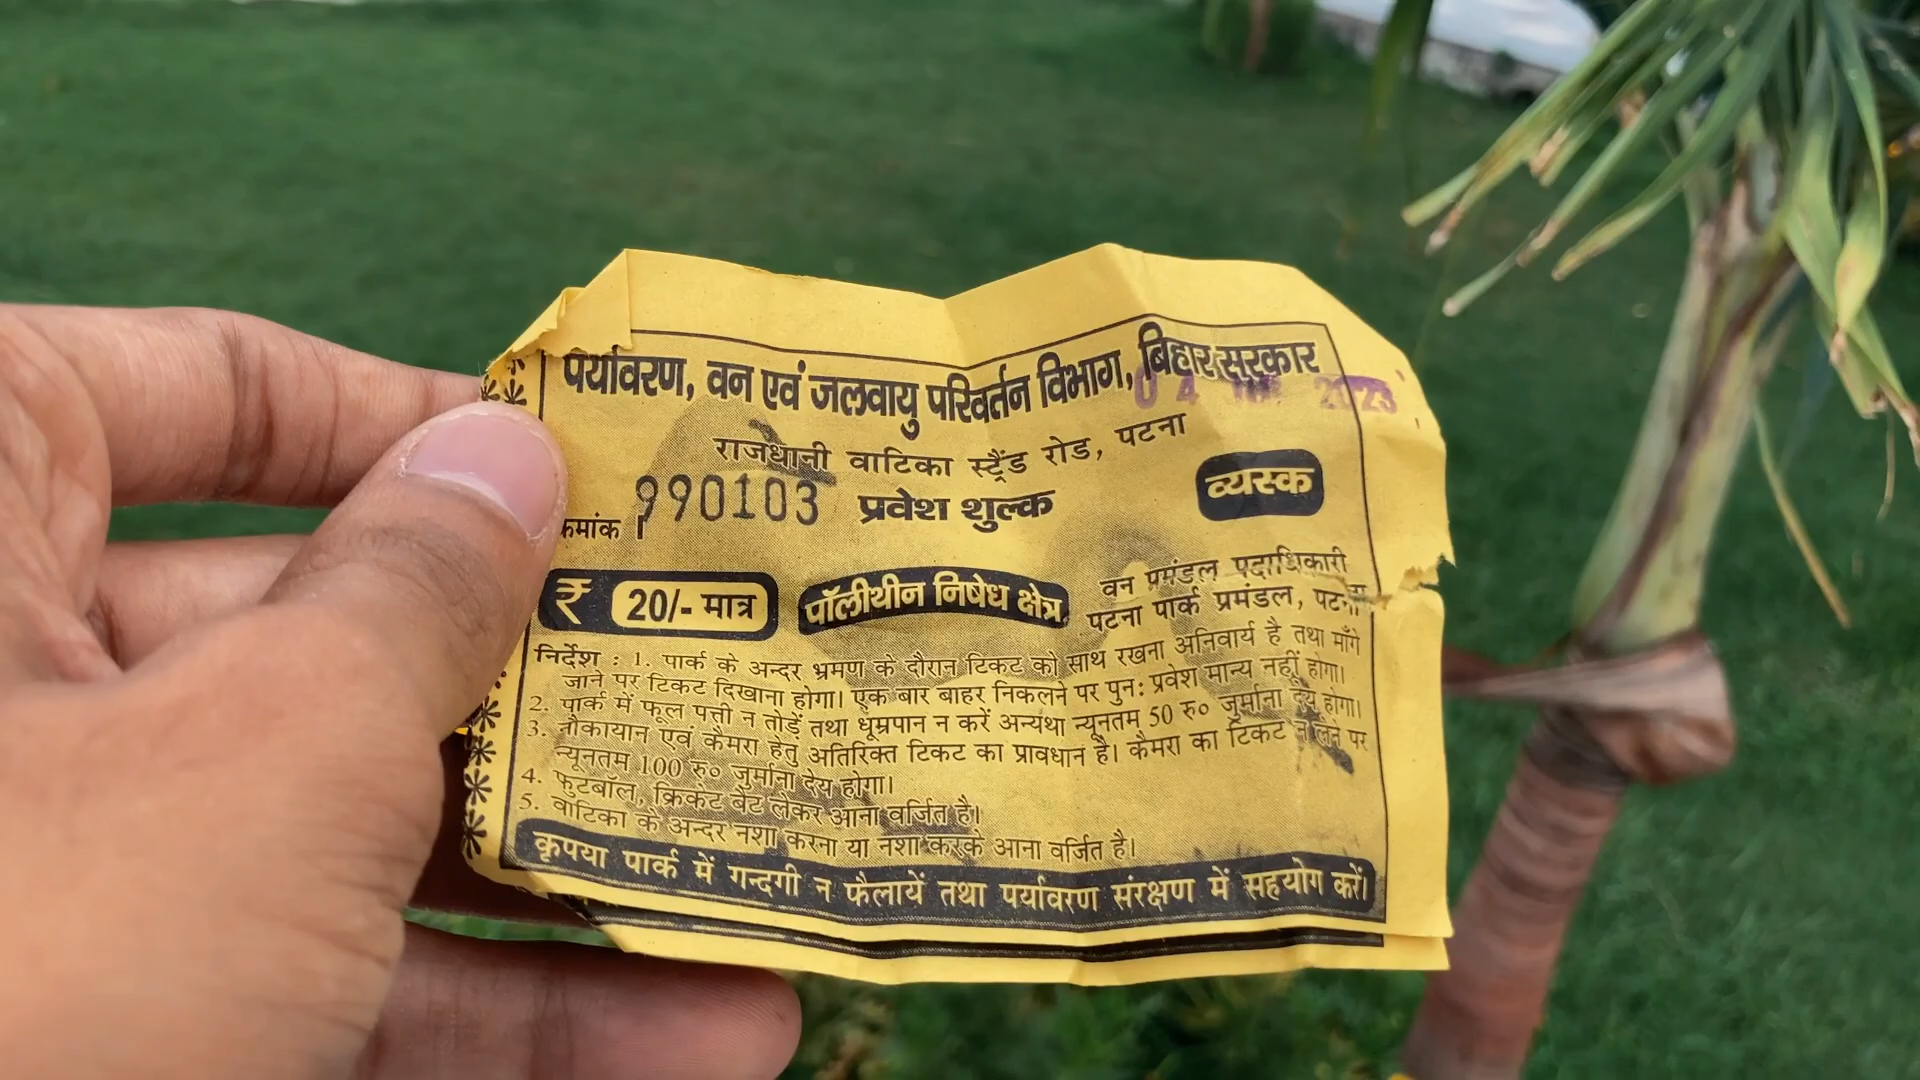 पर्यावरण, वन एवं जलवायु परिवर्तन विभाग, बिहार सरकार
04 2023
राजधानी वाटिका स्ट्रैंड रोड, पटना
व्यस्क
क्रमांक 990103 प्रवेश शुल्क
₹ 20/- मात्र
पॉलीथीन निषेध क्षेत्र
वन प्रमंडल पदाधिकारी
पटना पार्क प्रमंडल, पटना
निर्देश : 1. पार्क के अन्दर भ्रमण के दौरान टिकट को साथ रखना अनिवार्य है तथा माँगे
जाने पर टिकट दिखाना होगा। एक बार बाहर निकलने पर पुन: प्रवेश मान्य नहीं होगा।
2. पार्क में फूल पत्ती न तोड़ें तथा धूम्रपान न करें अन्यथा न्यूनतम 50 रु० जुर्माना देय होगा।
3. नौकायान एवं कैमरा हेतु अतिरिक्त टिकट का प्रावधान है। कैमरा का टिकट न लेने पर
न्यूनतम 100 रु० जुर्माना देय होगा।
4. फुटबॉल, क्रिकेट बैट लेकर आना वर्जित है।
5. वाटिका के अन्दर नशा करना या नशा करके आना वर्जित है।
कृपया पार्क में गन्दगी न फैलायें तथा पर्यावरण संरक्षण में सहयोग करें।